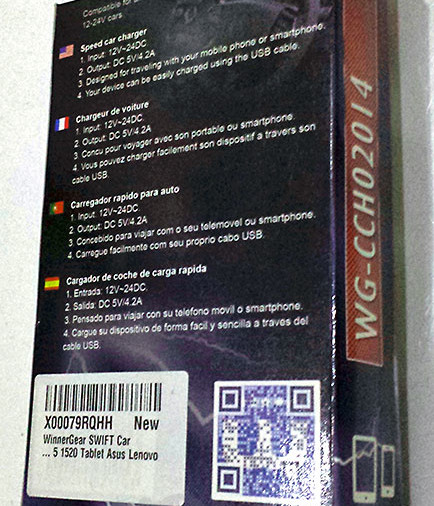 Compatible for
12-24V cars.
Speed car charger
1. Input: 12V~24DC.
2. Output: DC 5V/4.2A
3. Designed for traveling with your mobile phone or smartphone.
4. Your device can be easily charged using the USB cable.
Chargeur de voiture
1. Input: 12V~24DC.
2. Output: DC 5V/4.2A
3. Concu pour voyager avec son portable ou smartphone.
4. Vous pouvez charger facilement son dispositif a travers son
cable USB.
Carregador rapido para auto
1. Input: 12V~24DC.
2. Output: DC 5V/4.2A
3. Concebido para viajar com o seu telemovel ou smartphone.
4. Carregue facilmente com seu proprio cabo USB.
Cargador de coche de carga rapida
1. Entrada: 12V~24DC.
2. Salida: DC 5V/4.2A
3. Pensado para viajar con su telefono movil o smartphone.
4. Cargue su dispositivo de forma facil y sencilla a traves del
cable USB.
WG-CCH02014
X00079RQHH New
WinnerGear SWIFT Car
... 5 1520 Tablet Asus Lenovo